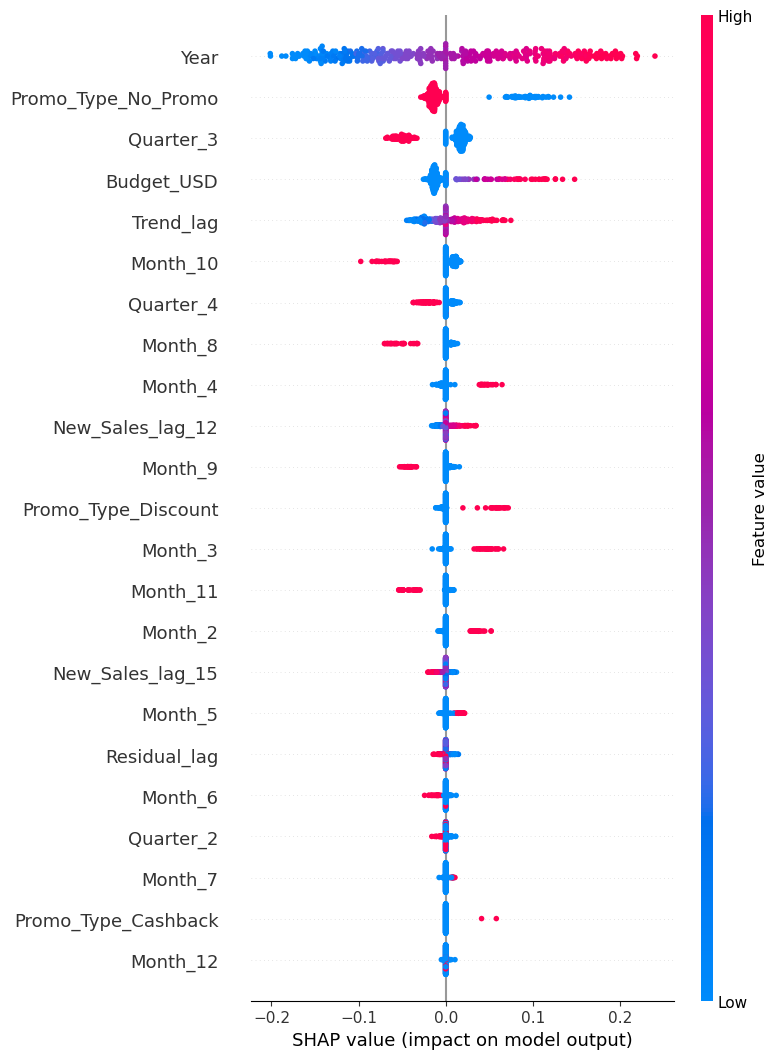 High
Year
Promo_Type_No_Promo
Quarter_3
Budget_USD
Trend_lag
Month_10
Quarter_4
Month_8
Month_4
New_Sales_lag_12
Month_9
Promo_Type_Discount
Month_3
Month_11
Month_2
New_Sales_lag_15
Month_5
Residual_lag
Month_6
Quarter_2
Month_7
Promo_Type_Cashback
Month_12
Feature value
Low
−0.2 −0.1 0.0 0.1 0.2
SHAP value (impact on model output)